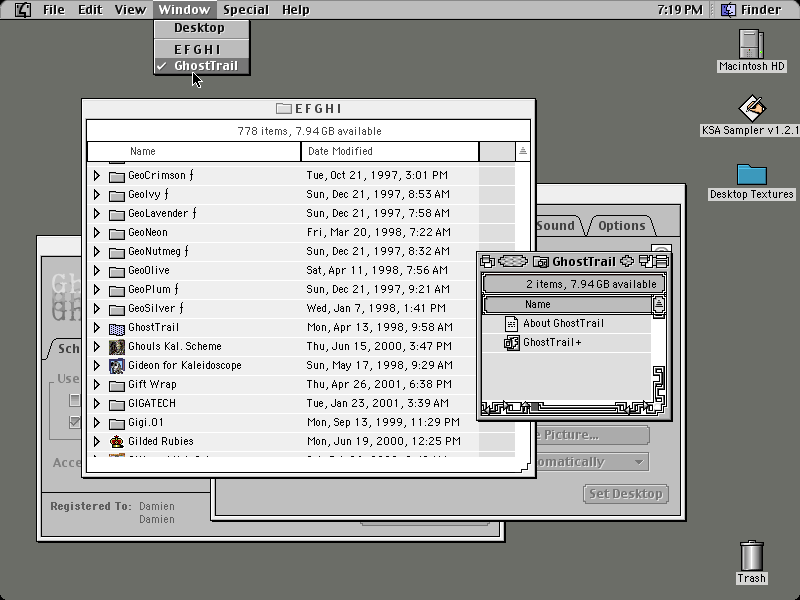 File Edit View Window Special Help 7:19 PM Finder
Desktop
E F G H I
✓ GhostTrail
Macintosh HD
KSA Sampler v1.2.1
Desktop Textures
E F G H I
778 items, 7.94 GB available
Name Date Modified
GeoCrimson ƒ Tue, Oct 21, 1997, 3:01 PM
GeoIvy ƒ Sun, Dec 21, 1997, 8:53 AM
GeoLavender ƒ Sun, Dec 21, 1997, 7:58 AM
GeoNeon Fri, Mar 20, 1998, 7:22 AM
GeoNutmeg ƒ Sun, Dec 21, 1997, 8:32 AM
GeoOlive Sat, Apr 11, 1998, 7:56 AM
GeoPlum ƒ Sun, Dec 21, 1997, 9:21 AM
GeoSilver ƒ Wed, Jan 7, 1998, 1:41 PM
GhostTrail Mon, Apr 13, 1998, 9:58 AM
Ghouls Kal. Scheme Thu, Jun 15, 2000, 3:47 PM
Gideon for Kaleidoscope Sun, May 17, 1998, 9:29 AM
Gift Wrap Thu, Apr 26, 2001, 6:38 PM
GIGATECH Tue, Jan 23, 2001, 3:39 AM
Gigi.01 Mon, Sep 13, 1999, 11:29 PM
Gilded Rubies Mon, Jun 19, 2000, 12:25 PM
Sound Options
GhostTrail
2 items, 7.94 GB available
Name
About GhostTrail
GhostTrail+
Gh
Sch
Use
Acce
e Picture...
omatically
Set Desktop
Registered To: Damien
Damien
Trash